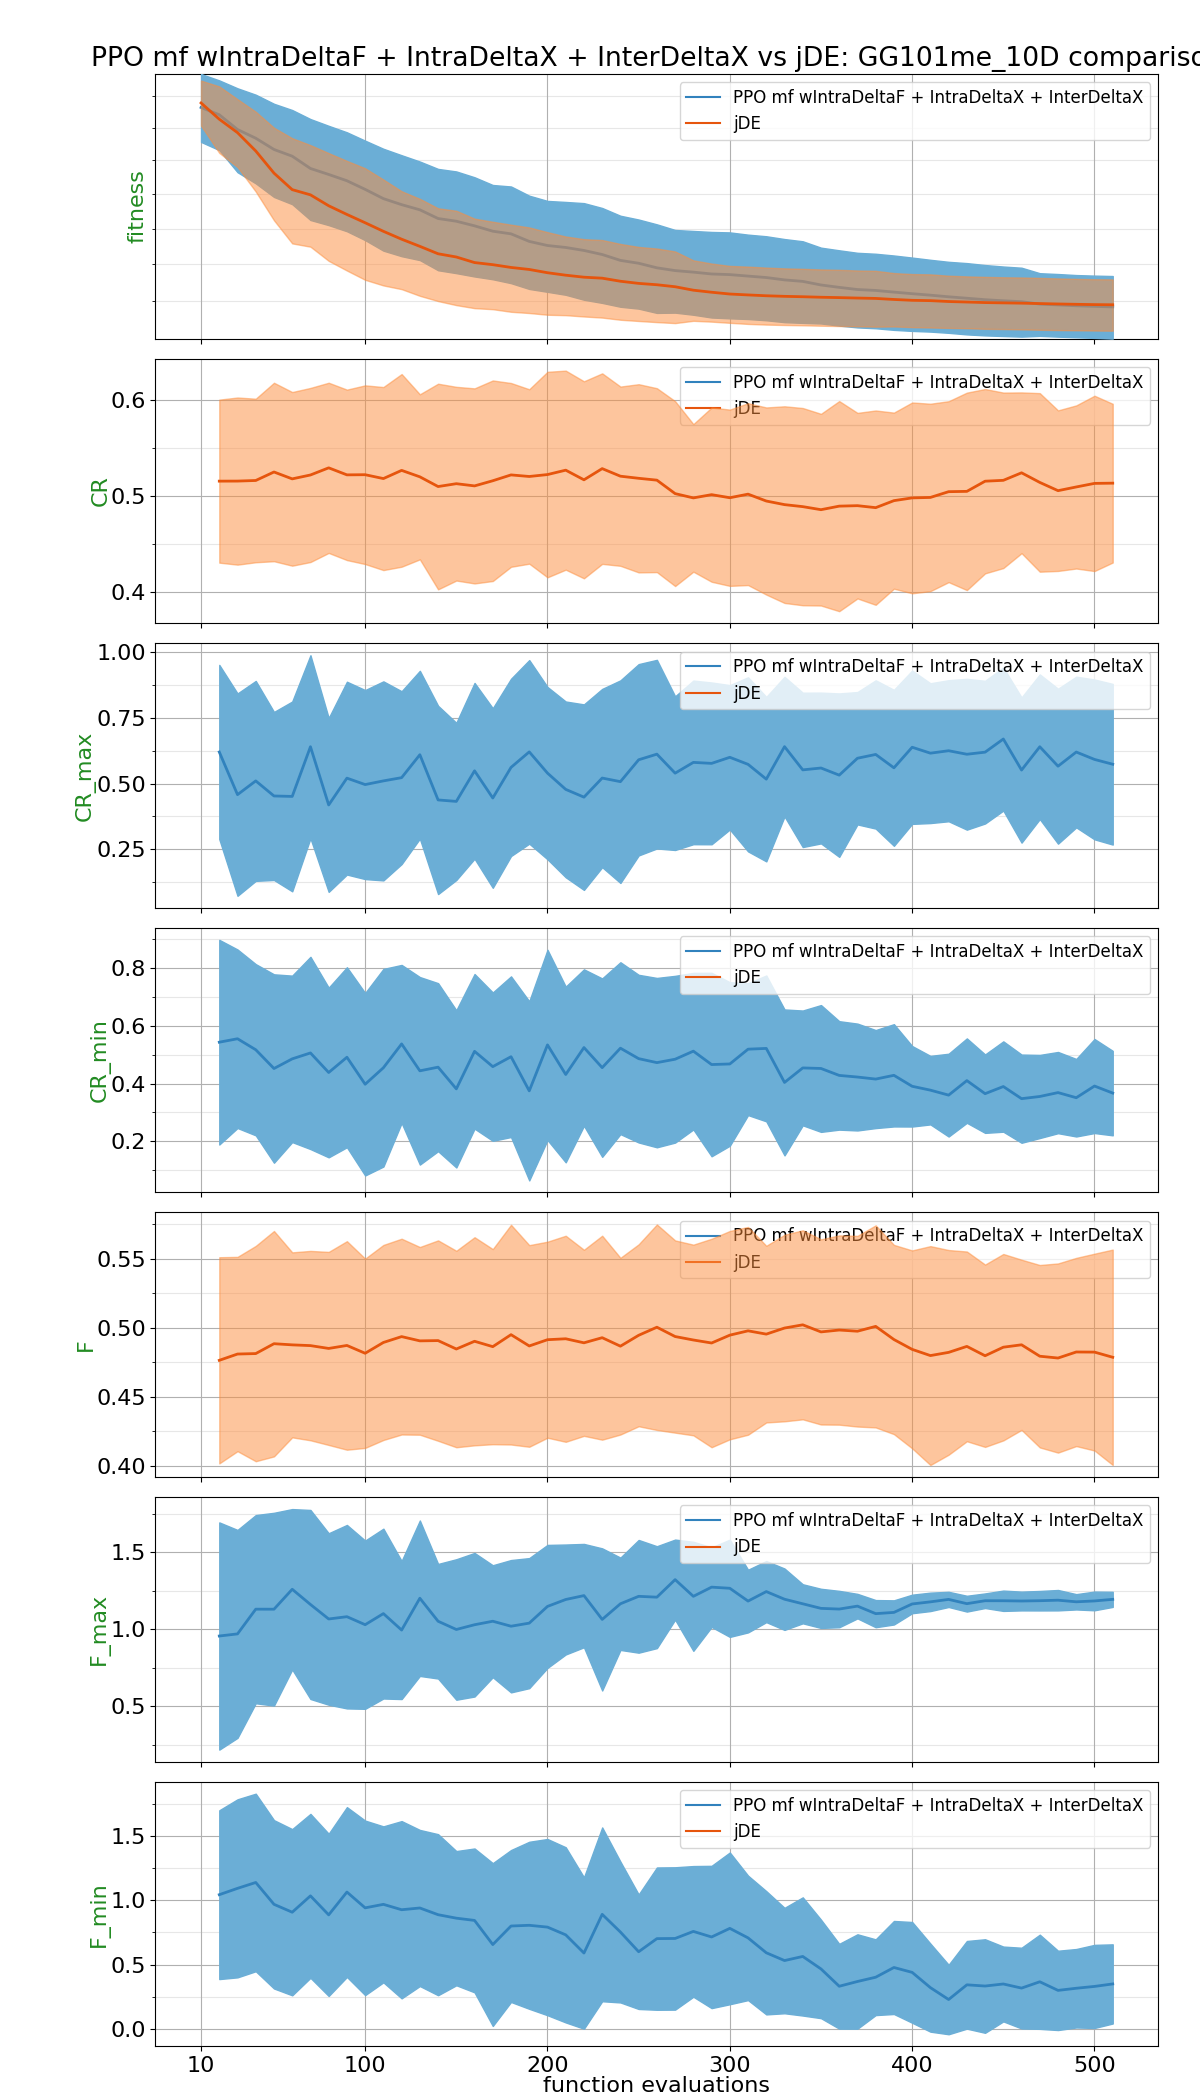 PPO mf wIntraDeltaF + IntraDeltaX + InterDeltaX vs jDE: GG101me_10D compariso
PPO mf wIntraDeltaF + IntraDeltaX + InterDeltaX
jDE
fitness
PPO mf wIntraDeltaF + IntraDeltaX + InterDeltaX
jDE
0.6
0.5
0.4
CR
PPO mf wIntraDeltaF + IntraDeltaX + InterDeltaX
jDE
1.00
0.75
0.50
0.25
CR_max
PPO mf wIntraDeltaF + IntraDeltaX + InterDeltaX
jDE
0.8
0.6
0.4
0.2
CR_min
PPO mf wIntraDeltaF + IntraDeltaX + InterDeltaX
jDE
0.55
0.50
0.45
0.40
F
PPO mf wIntraDeltaF + IntraDeltaX + InterDeltaX
jDE
1.5
1.0
0.5
F_max
PPO mf wIntraDeltaF + IntraDeltaX + InterDeltaX
jDE
1.5
1.0
0.5
0.0
F_min
10 100 200 300 400 500
function evaluations